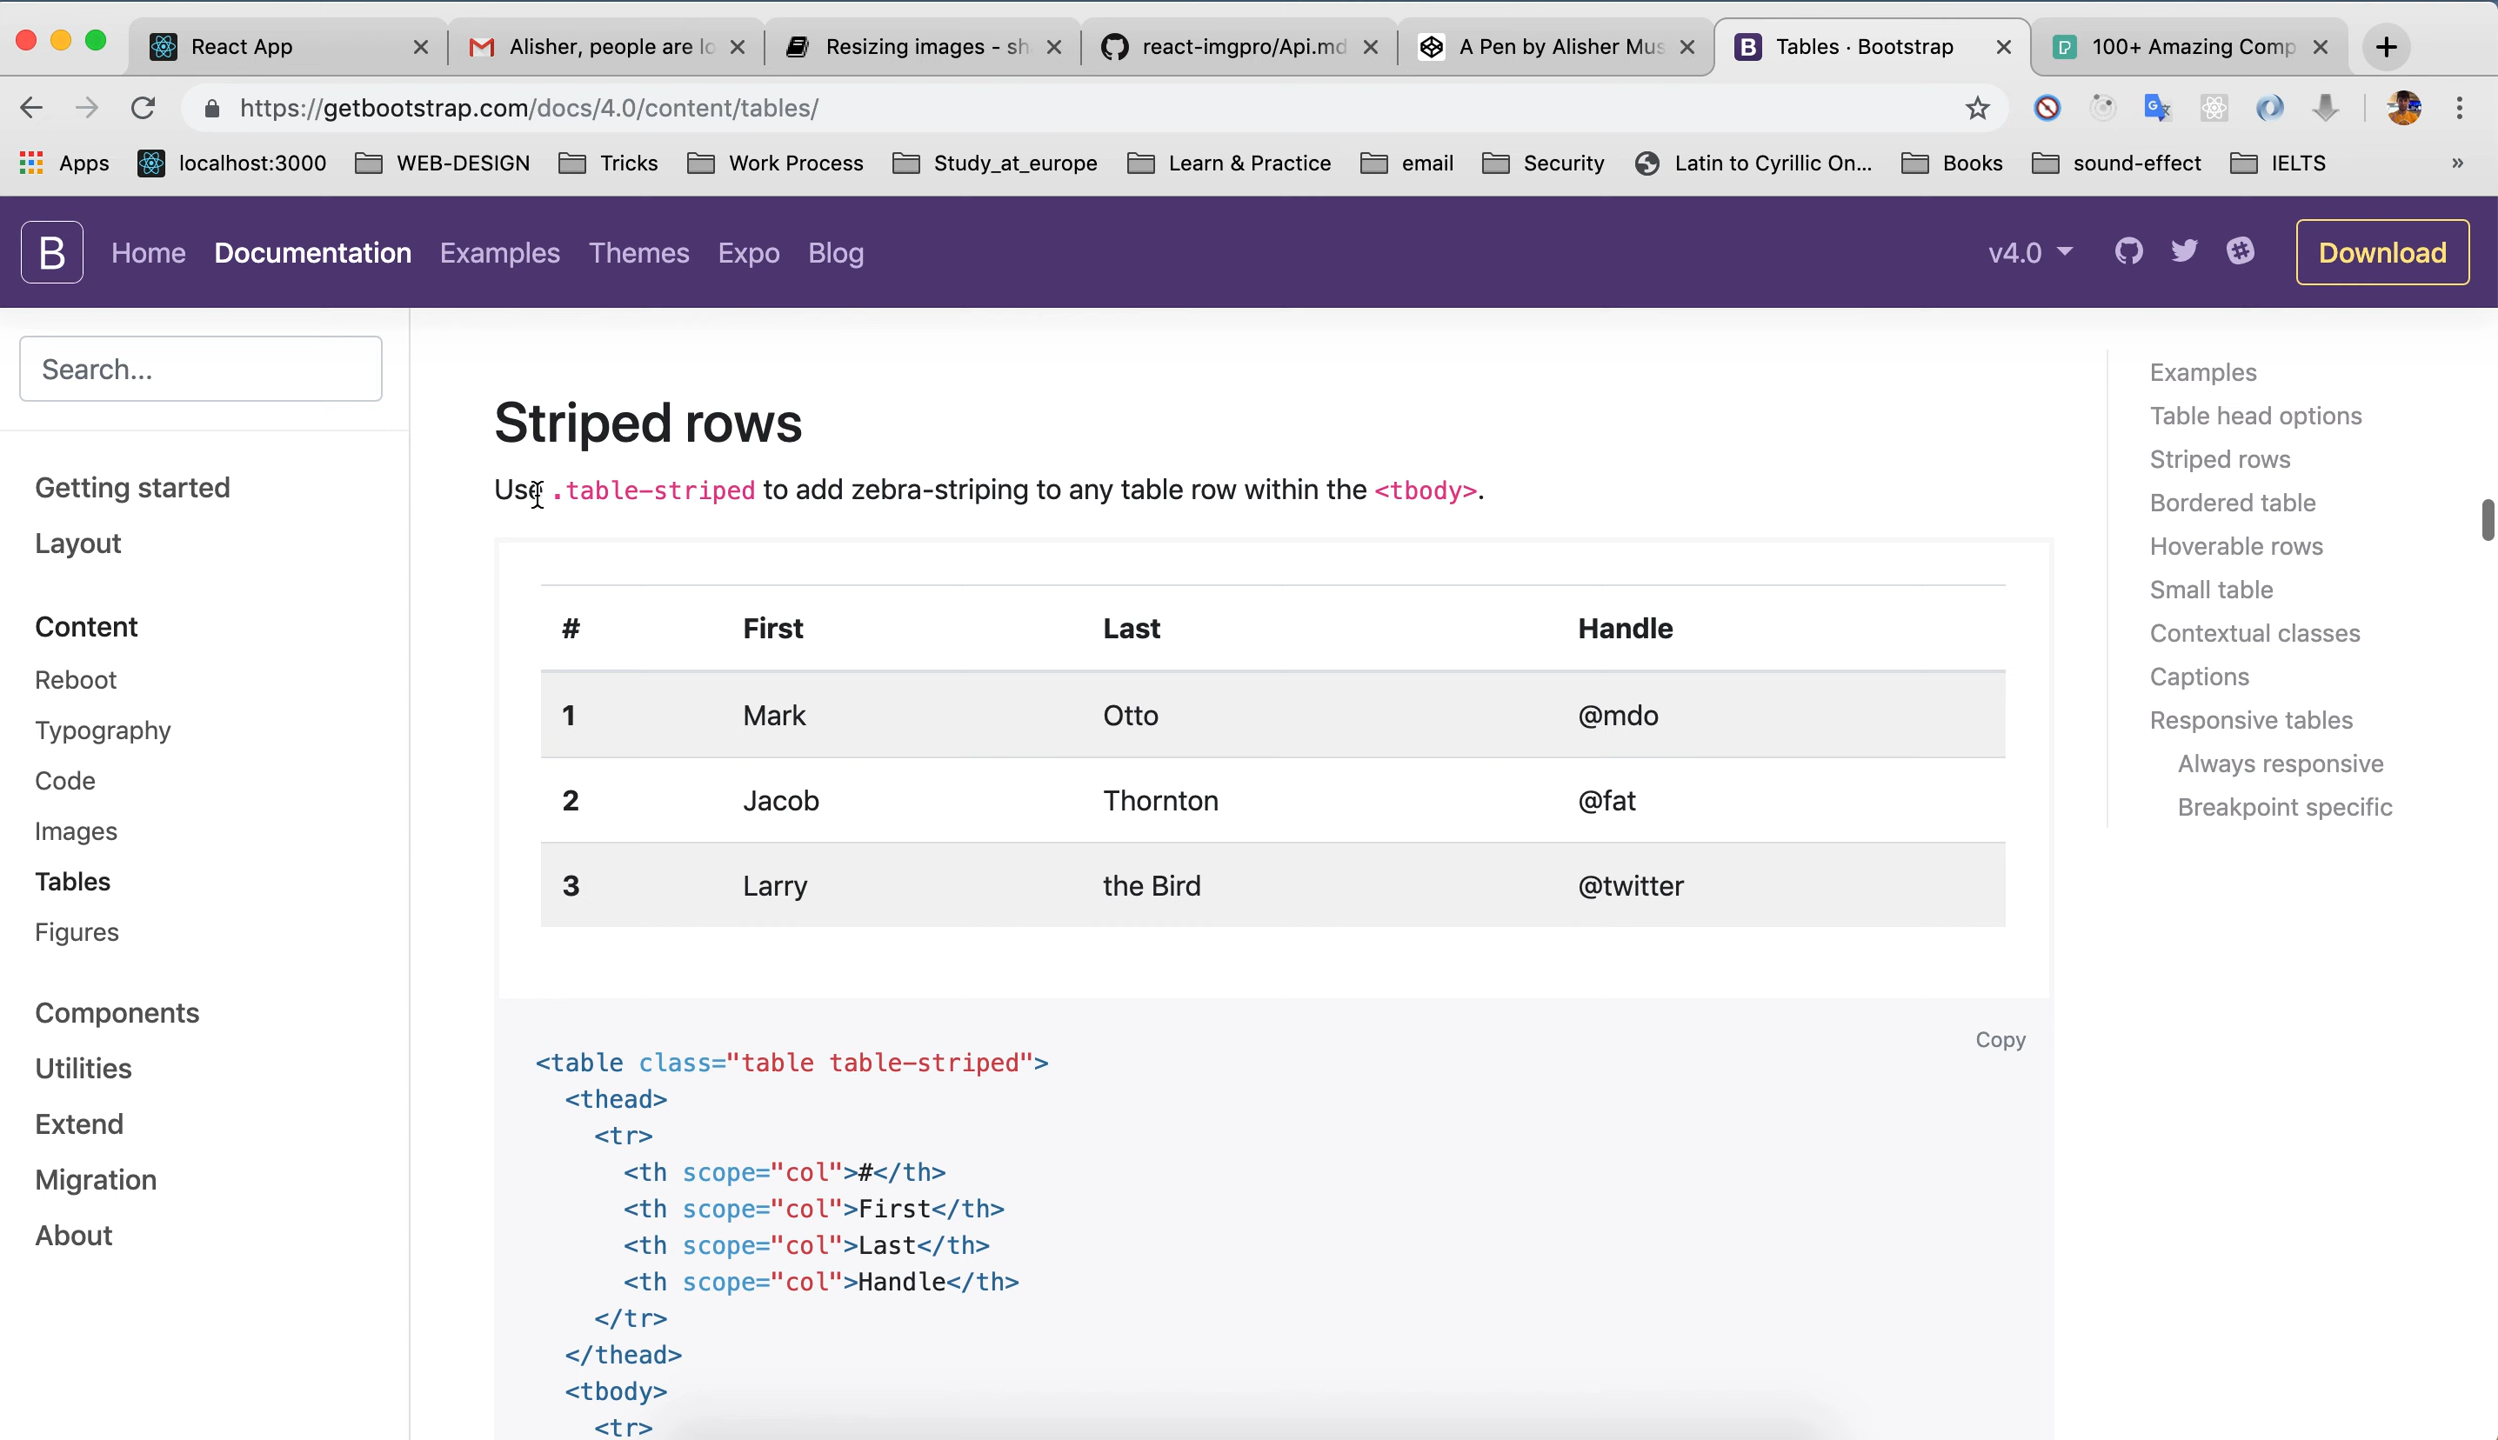 React App
Alisher, people are lo
Resizing images - sh
react-imgpro/Api.md
A Pen by Alisher Mus
B Tables · Bootstrap
100+ Amazing Comp
https://getbootstrap.com/docs/4.0/content/tables/
Apps localhost:3000 WEB-DESIGN Tricks Work Process Study_at_europe Learn & Practice email Security Latin to Cyrillic On... Books sound-effect IELTS »
B Home Documentation Examples Themes Expo Blog v4.0 Download
Search...
Getting started
Layout
Content
Reboot
Typography
Code
Images
Tables
Figures
Components
Utilities
Extend
Migration
About
Striped rows
Use .table-striped to add zebra-striping to any table row within the <tbody>.
# First Last Handle
1 Mark Otto @mdo
2 Jacob Thornton @fat
3 Larry the Bird @twitter
Copy
<table class="table table-striped">
<thead>
<tr>
<th scope="col">#</th>
<th scope="col">First</th>
<th scope="col">Last</th>
<th scope="col">Handle</th>
</tr>
</thead>
<tbody>
<tr>
Examples
Table head options
Striped rows
Bordered table
Hoverable rows
Small table
Contextual classes
Captions
Responsive tables
Always responsive
Breakpoint specific